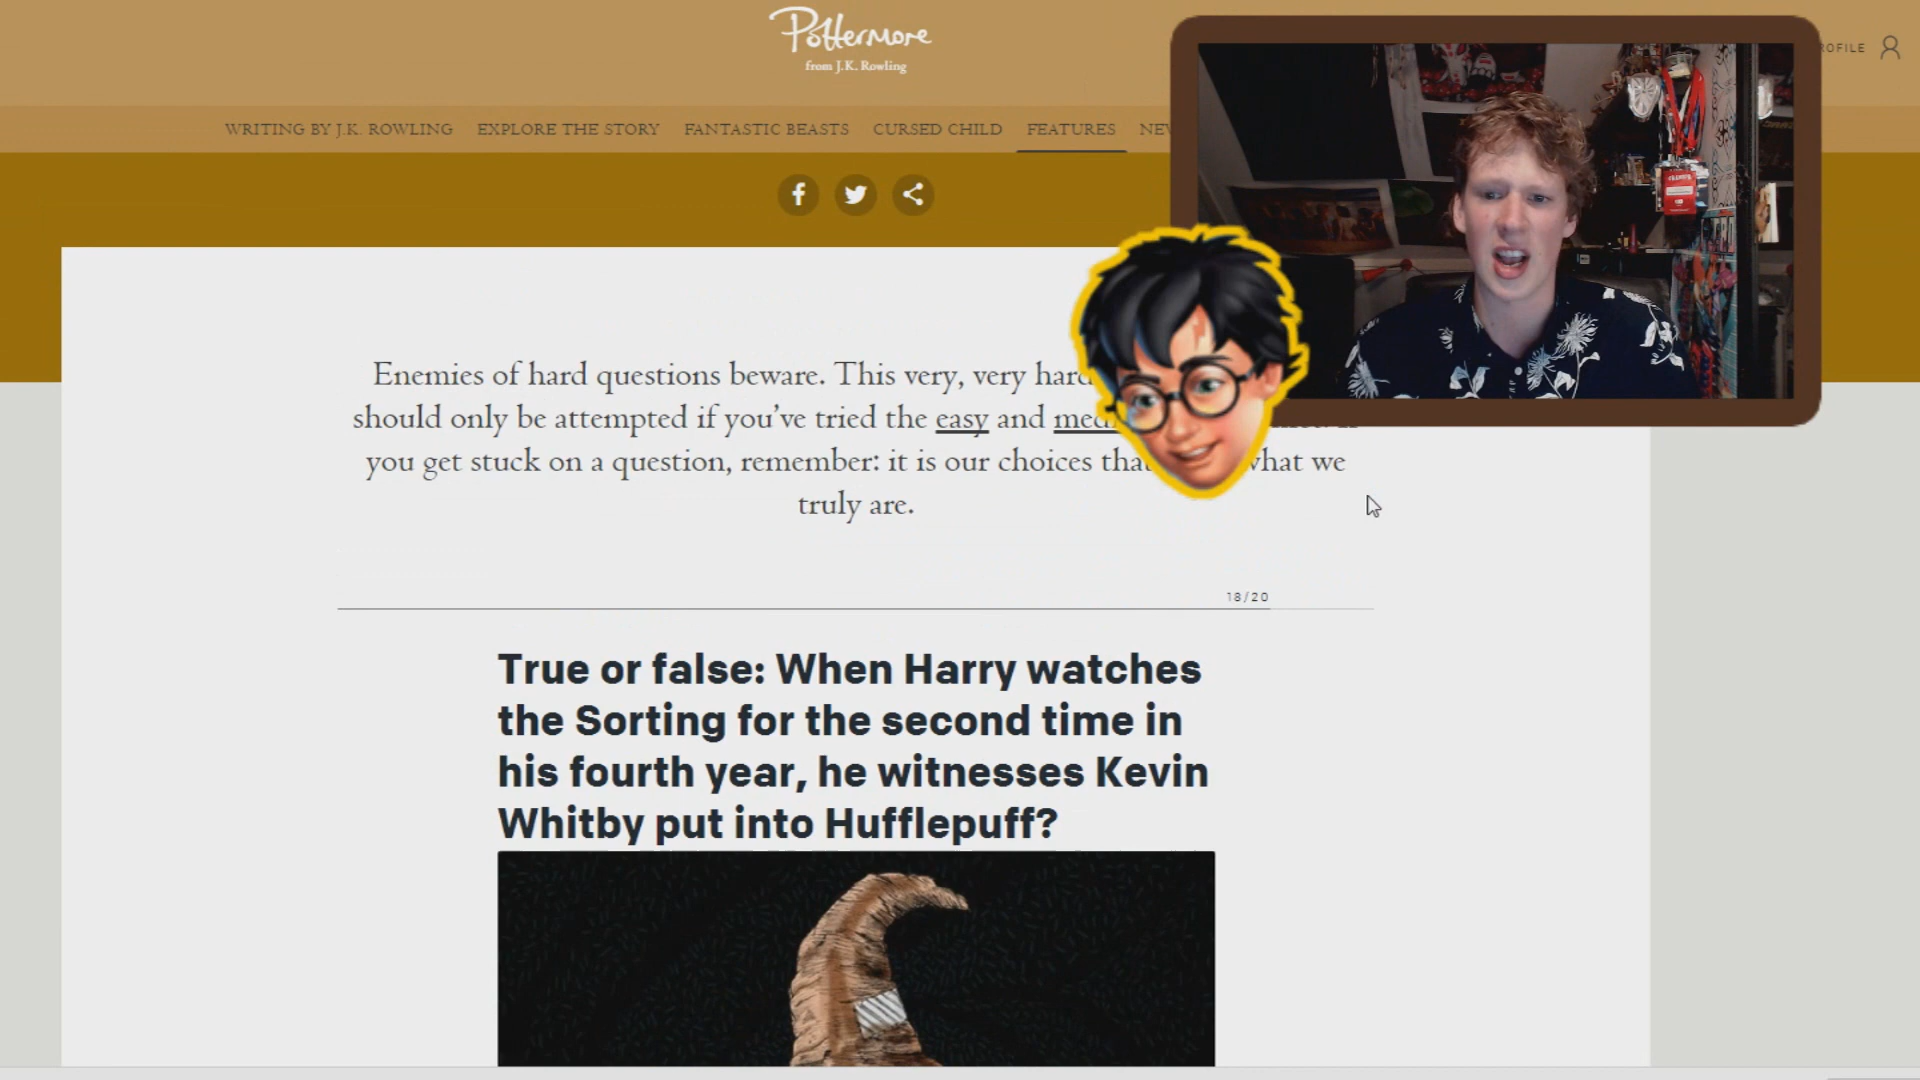 Pottermore
from J.K. Rowling
PROFILE
WRITING BY J.K. ROWLING EXPLORE THE STORY FANTASTIC BEASTS CURSED CHILD FEATURES
Enemies of hard questions beware. This very, very hard
should only be attempted if you've tried the easy and
you get stuck on a question, remember: it is our choices what we
truly are.
18/20
True or false: When Harry watches
the Sorting for the second time in
his fourth year, he witnesses Kevin
Whitby put into Hufflepuff?